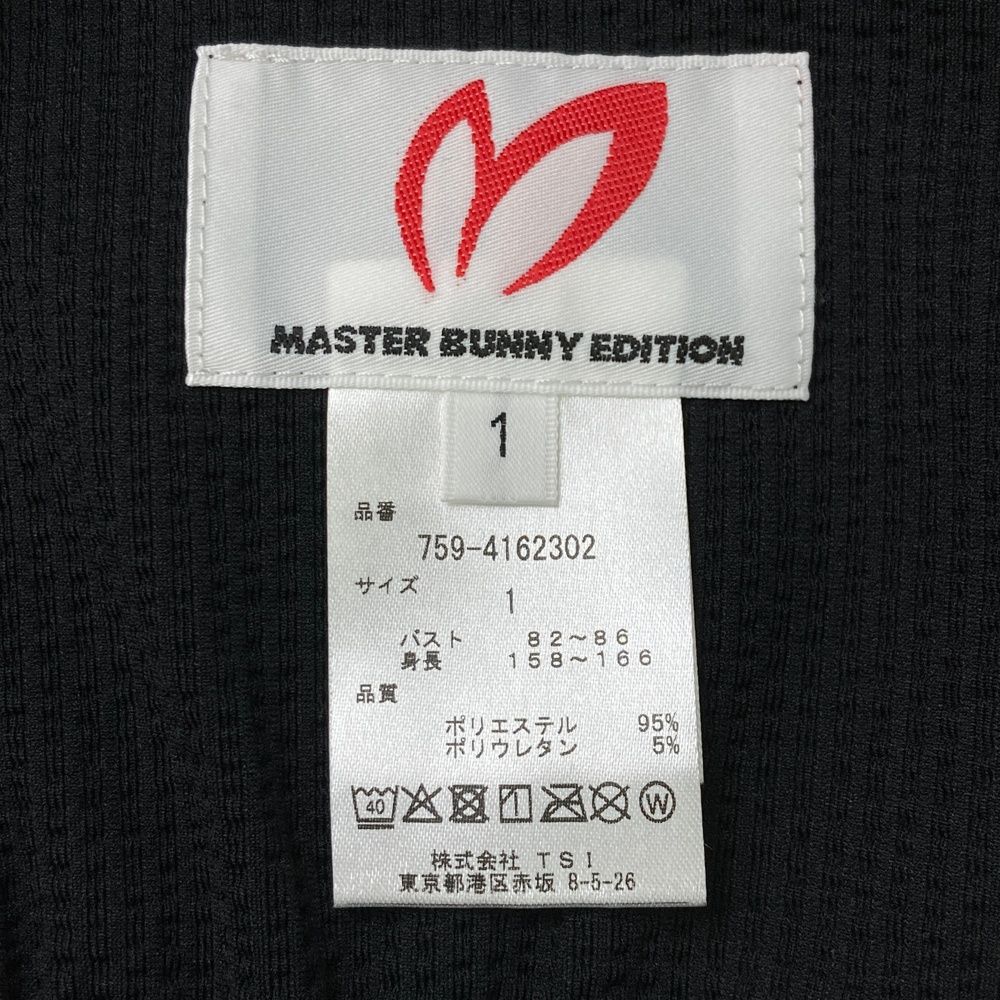 MASTER BUNNY EDITION
1
品番
759-4162302
サイズ
1
バスト 82～86
身長 158～166
品質
ポリエステル 95%
ポリウレタン 5%
40 W
株式会社 TSI
東京都港区赤坂 8-5-26